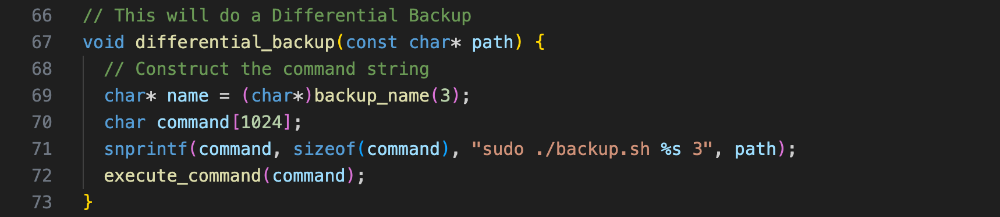 66 // This will do a Differential Backup
67 void differential_backup(const char* path) {
68 // Construct the command string
69 char* name = (char*)backup_name(3);
70 char command[1024];
71 snprintf(command, sizeof(command), "sudo ./backup.sh %s 3", path);
72 execute_command(command);
73 }